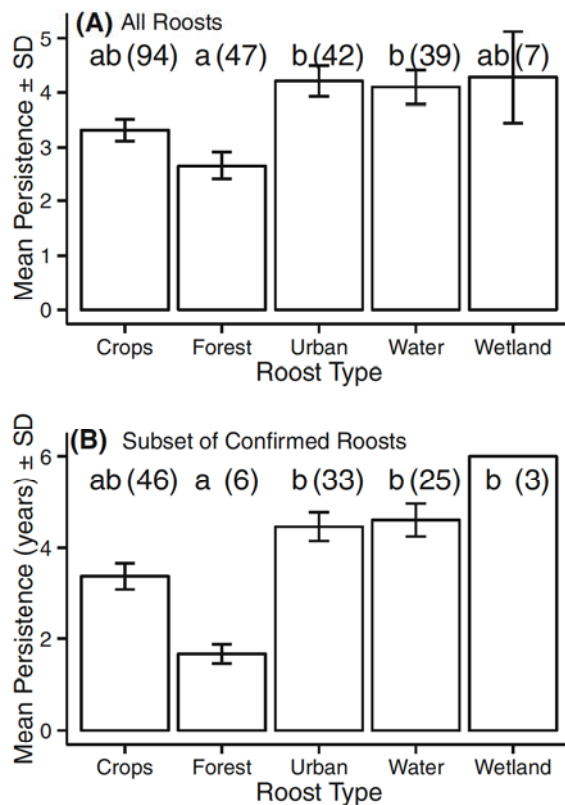 (A) All Roosts
ab (94) a (47) b (42) b (39) ab (7)
Mean Persistence ± SD
5
4
3
2
1
0
Crops Forest Urban Water Wetland
Roost Type
(B) Subset of Confirmed Roosts
ab (46) a (6) b (33) b (25) b (3)
Mean Persistence (years) ± SD
6
4
2
0
Crops Forest Urban Water Wetland
Roost Type